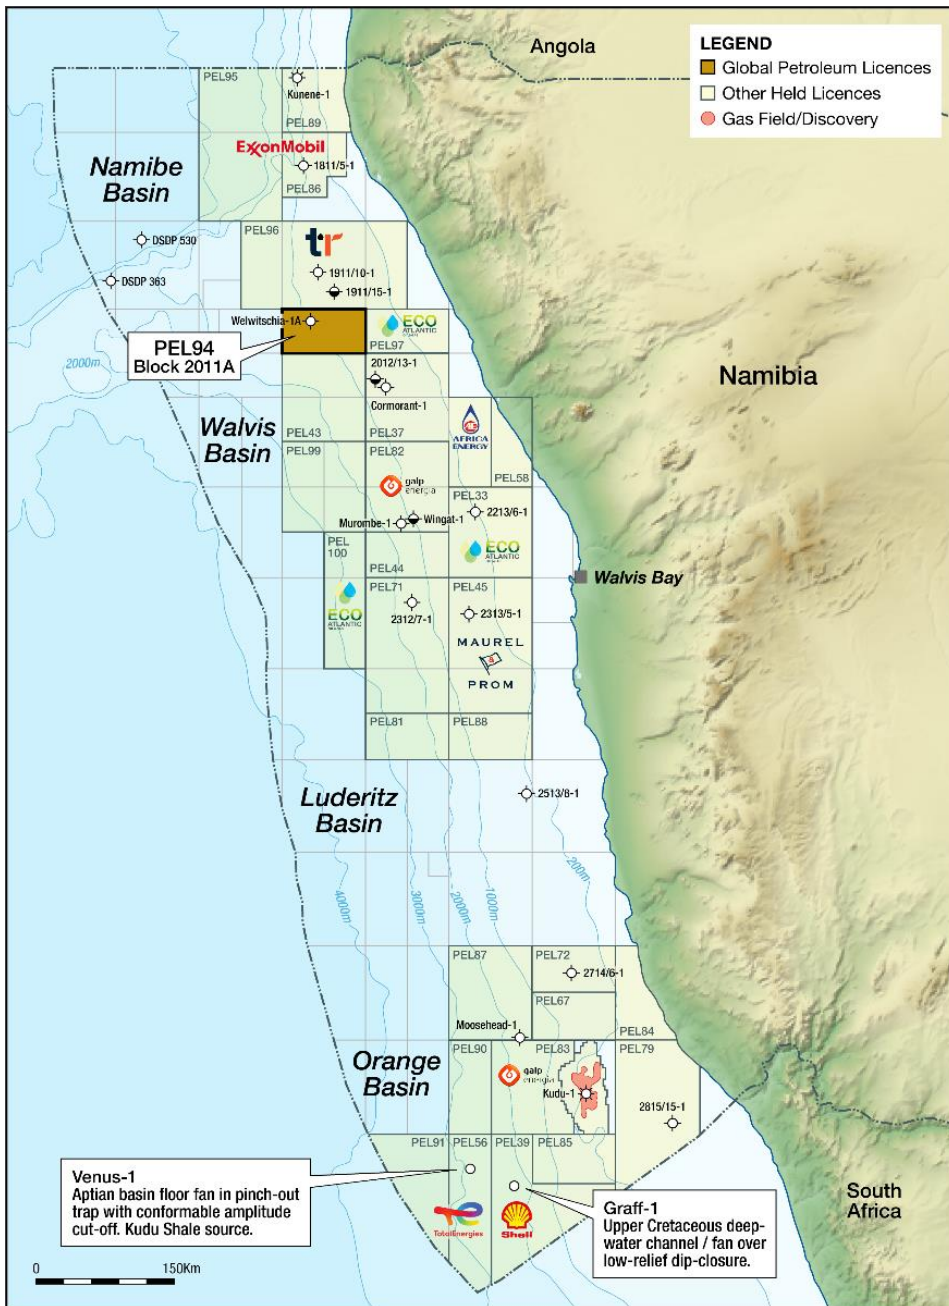 Angola
LEGEND
Global Petroleum Licences
Other Held Licences
Gas Field/Discovery
PEL95
Kunene-1
PEL89
ExxonMobil
1811/5-1
PEL86
Namibe
Basin
DSDP 530
DSDP 363
PEL96
tr
1911/10-1
1911/15-1
Welwitschia-1A
ECO
ATLANTIC
PEL97
PEL94
Block 2011A
2000m
2012/13-1
Cormorant-1
Namibia
Walvis
Basin
AE
AFRICA
ENERGY
PEL43
PEL37
PEL99
PEL82
PEL58
galp
energia
PEL33
2213/6-1
Murombe-1
Wingat-1
ECO
ATLANTIC
PEL
100
PEL44
Walvis Bay
PEL71
PEL45
ECO
ATLANTIC
2312/7-1
2313/5-1
MAUREL
PROM
PEL81
PEL88
Luderitz
Basin
2513/8-1
200m
1000m
2000m
3000m
4000m
PEL87
PEL72
2714/6-1
PEL67
Moosehead-1
PEL84
Orange
Basin
PEL90
PEL83
PEL79
galp
energia
Kudu-1
2815/15-1
PEL91
PEL56
PEL39
PEL85
Venus-1
Aptian basin floor fan in pinch-out
trap with conformable amplitude
cut-off. Kudu Shale source.
TotalEnergies
Shell
Graff-1
Upper Cretaceous deep-
water channel / fan over
low-relief dip-closure.
South
Africa
0 150Km